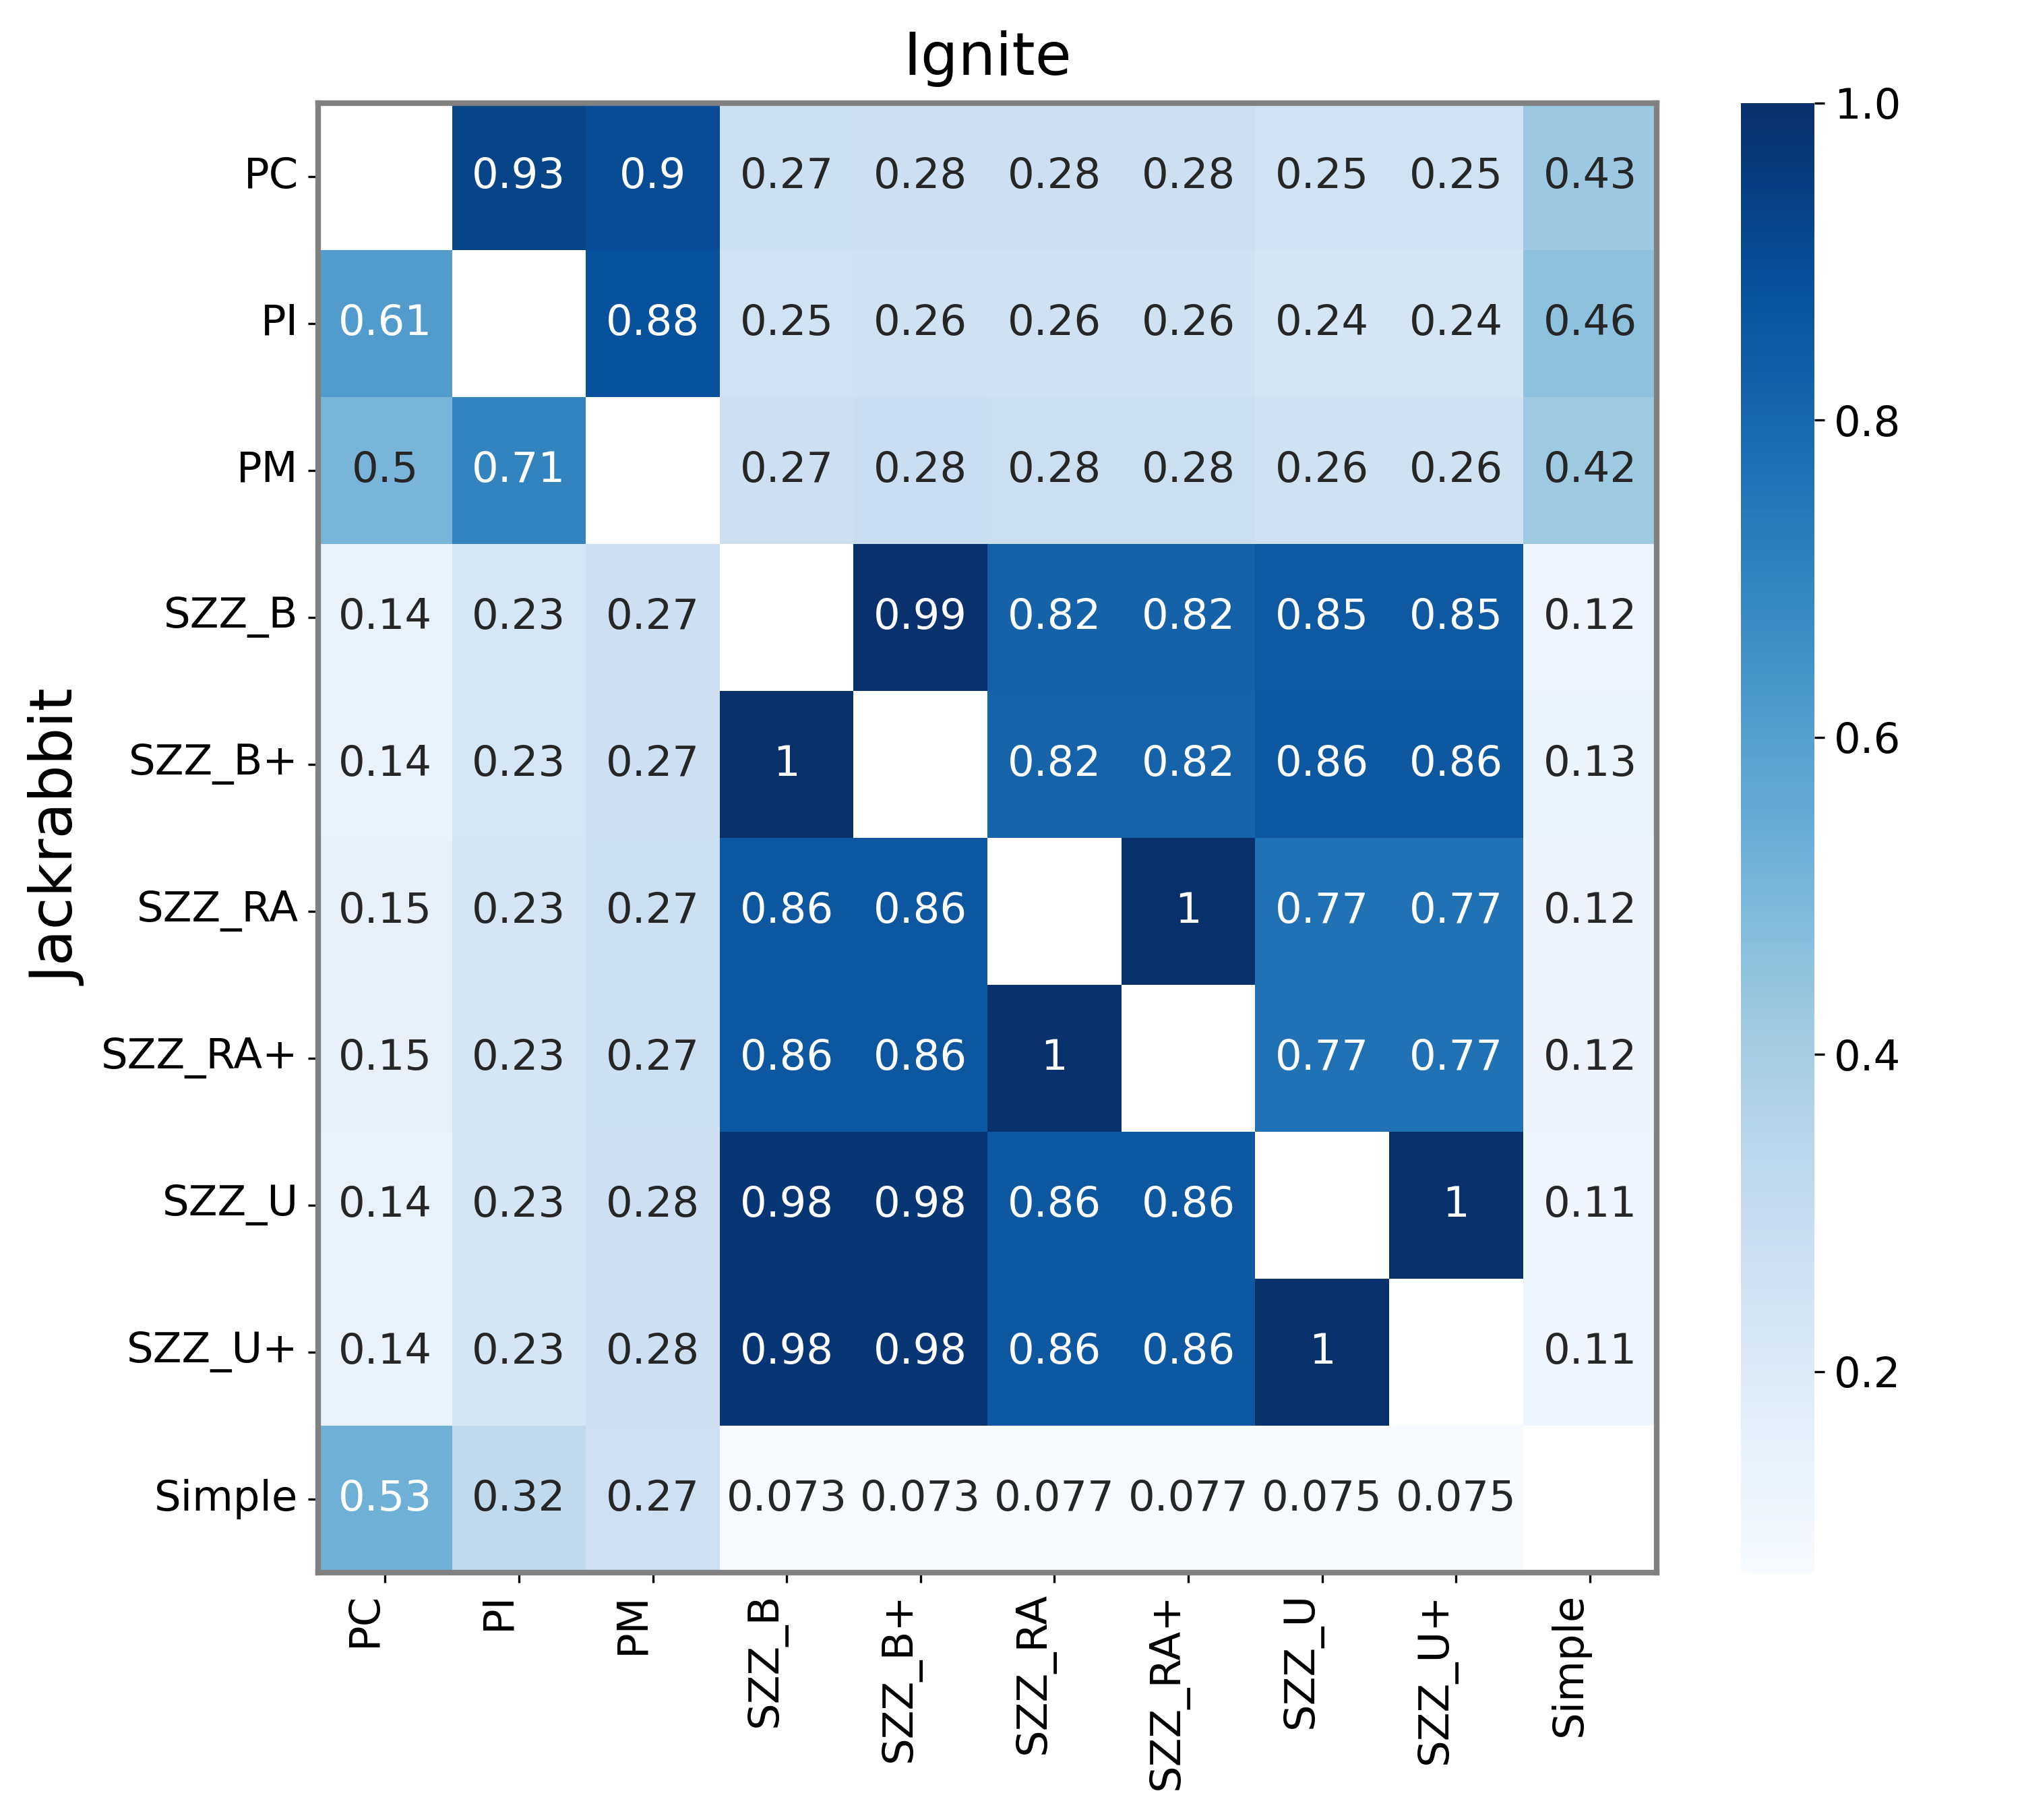 Ignite
Jackrabbit
PC 0.93 0.9 0.27 0.28 0.28 0.28 0.25 0.25 0.43
PI 0.61 0.88 0.25 0.26 0.26 0.26 0.24 0.24 0.46
PM 0.5 0.71 0.27 0.28 0.28 0.28 0.26 0.26 0.42
SZZ_B 0.14 0.23 0.27 0.99 0.82 0.82 0.85 0.85 0.12
SZZ_B+ 0.14 0.23 0.27 1 0.82 0.82 0.86 0.86 0.13
SZZ_RA 0.15 0.23 0.27 0.86 0.86 1 0.77 0.77 0.12
SZZ_RA+ 0.15 0.23 0.27 0.86 0.86 1 0.77 0.77 0.12
SZZ_U 0.14 0.23 0.28 0.98 0.98 0.86 0.86 1 0.11
SZZ_U+ 0.14 0.23 0.28 0.98 0.98 0.86 0.86 1 0.11
Simple 0.53 0.32 0.27 0.073 0.073 0.077 0.077 0.075 0.075
PC PI PM SZZ_B SZZ_B+ SZZ_RA SZZ_RA+ SZZ_U SZZ_U+ Simple
1.0
0.8
0.6
0.4
0.2